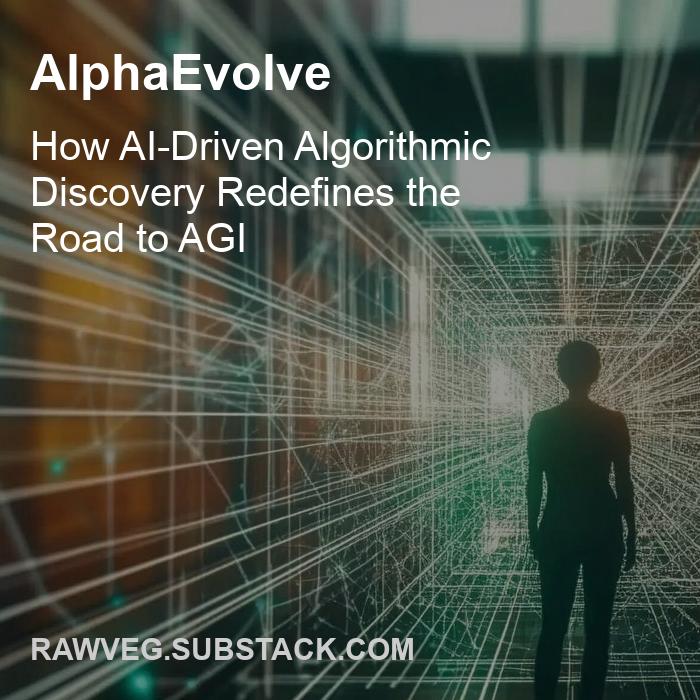 AlphaEvolve
How AI-Driven Algorithmic
Discovery Redefines the
Road to AGI
RAWVEG.SUBSTACK.COM